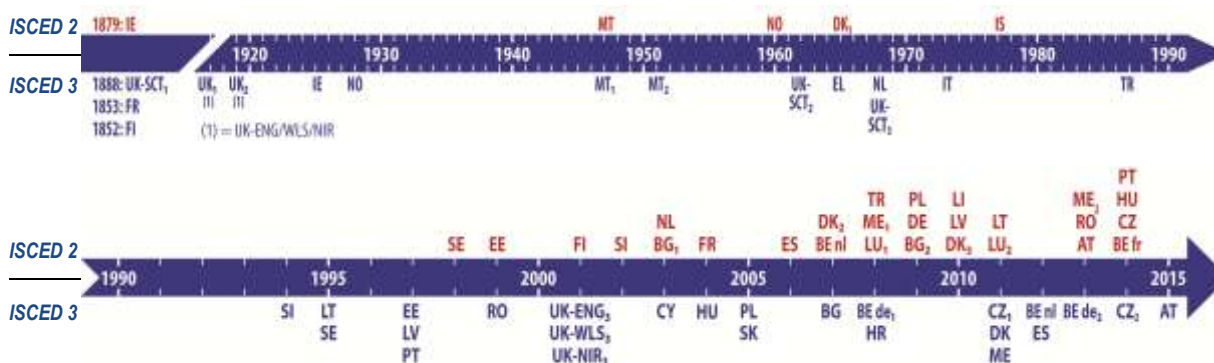 ISCED 2 1879: IE MT NO DK₁ IS
1920 1930 1940 1950 1960 1970 1980 1990
ISCED 3 1888: UK-SCT₁ UK₁ UK₂ IE NO MT₁ MT₂ UK- EL NL IT TR
(1) (1) SCT₂ UK-
1853: FR SCT₃
1852: FI (1) = UK-ENG/WLS/NIR
PT
TR PL LI ME₂ HU
NL DK₂ ME₁ DE LV LT RO CZ
ISCED 2 SE EE FI SI BG₁ FR ES BE nl LU₁ BG₂ DK₃ LU₂ AT BE fr
1990 1995 2000 2005 2010 2015
ISCED 3 SI LT EE RO UK-ENG₃ CY HU PL BG BE de₁ CZ₁ BE nl BE de₂ CZ₂ AT
SE LV UK-WLS₃ SK HR DK ES
PT UK-NIR₃ ME